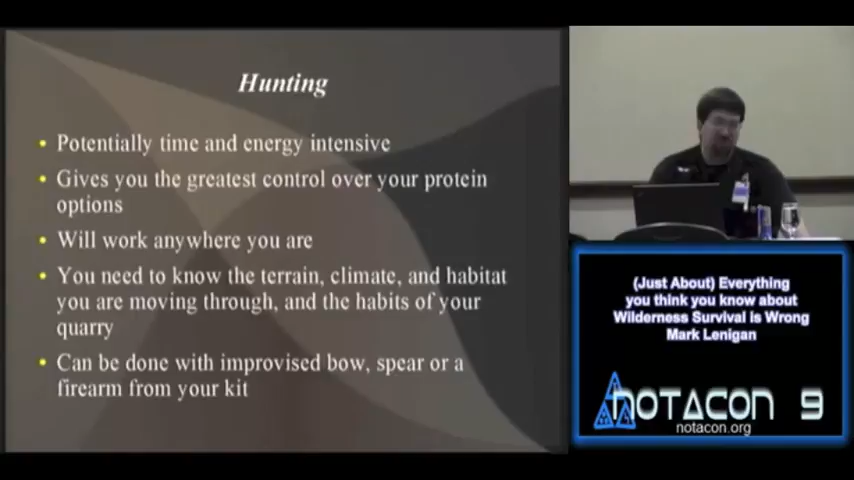 Hunting
Potentially time and energy intensive
Gives you the greatest control over your protein
options
Will work anywhere you are
You need to know the terrain, climate, and habitat
you are moving through, and the habits of your
quarry
Can be done with improvised bow, spear or a
firearm from your kit
(Just About) Everything
you think you know about
Wilderness Survival is Wrong
Mark Lenigan
NOTACON 9
notacon.org